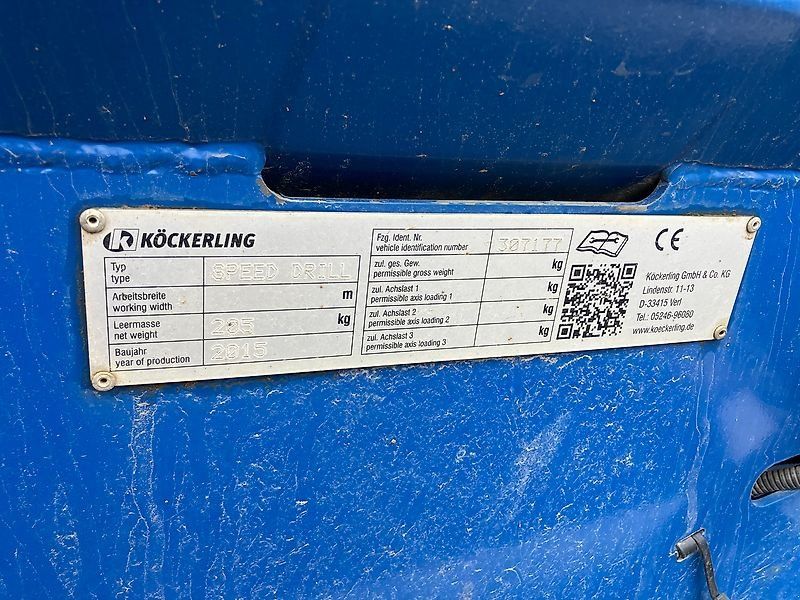 KÖCKERLING
Typ
type
SPEED DRILL
Arbeitsbreite
working width
m
Leermasse
net weight
205
kg
Baujahr
year of production
2015
Fzg. Ident. Nr.
vehicle identification number
307177
zul. ges. Gew.
permissible gross weight
kg
zul. Achslast 1
permissible axis loading 1
kg
zul. Achslast 2
permissible axis loading 2
kg
zul. Achslast 3
permissible axis loading 3
kg
CE
Köckerling GmbH & Co. KG
Lindenstr. 11-13
D-33415 Verl
Tel.: 05246-96080
www.koeckerling.de